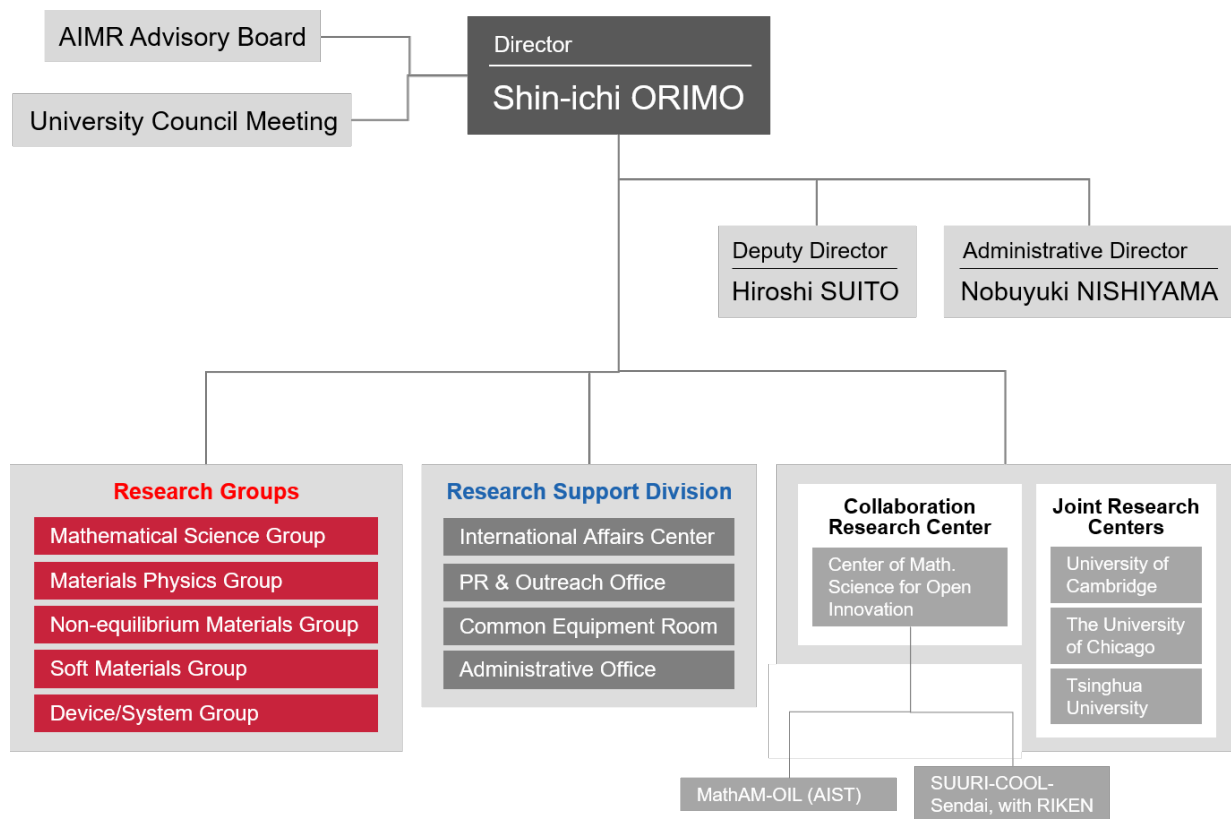 AIMR Advisory Board
University Council Meeting
Director
Shin-ichi ORIMO
Deputy Director
Hiroshi SUITO
Administrative Director
Nobuyuki NISHIYAMA
Research Groups
Mathematical Science Group
Materials Physics Group
Non-equilibrium Materials Group
Soft Materials Group
Device/System Group
Research Support Division
International Affairs Center
PR & Outreach Office
Common Equipment Room
Administrative Office
Collaboration
Research Center
Center of Math.
Science for Open
Innovation
MathAM-OIL (AIST)
SUURI-COOL-
Sendai, with RIKEN
Joint Research
Centers
University of
Cambridge
The University
of Chicago
Tsinghua
University